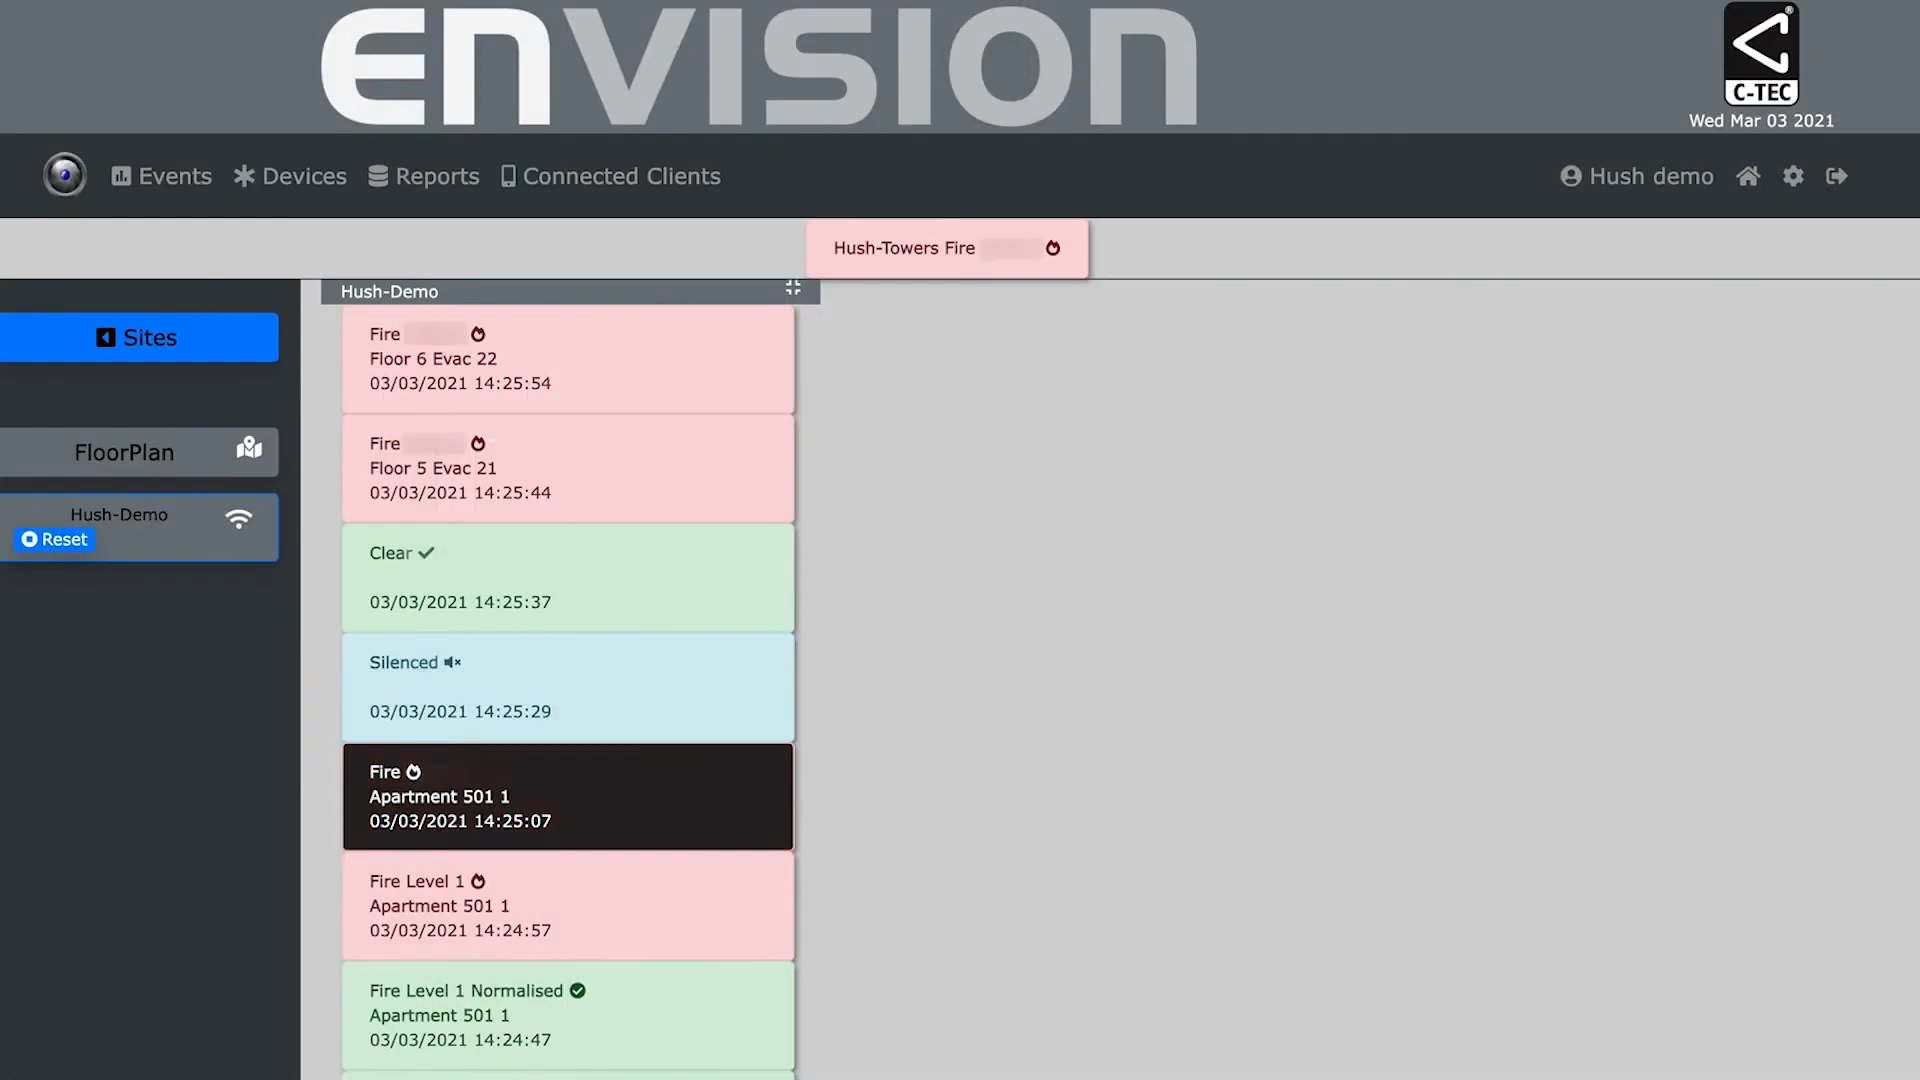 ENVISION
C-TEC
Wed Mar 03 2021
Events
Devices
Reports
Connected Clients
Hush demo
Hush-Towers Fire
Sites
FloorPlan
Hush-Demo
Reset
Hush-Demo
Fire
Floor 6 Evac 22
03/03/2021 14:25:54
Fire
Floor 5 Evac 21
03/03/2021 14:25:44
Clear
03/03/2021 14:25:37
Silenced
03/03/2021 14:25:29
Fire
Apartment 501 1
03/03/2021 14:25:07
Fire Level 1
Apartment 501 1
03/03/2021 14:24:57
Fire Level 1 Normalised
Apartment 501 1
03/03/2021 14:24:47